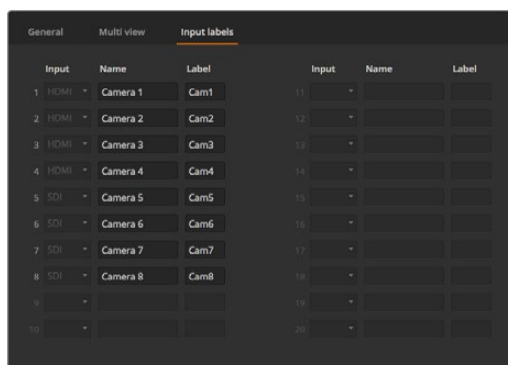 General Multi view Input labels
Input Name Label Input Name Label
1 HDMI Camera 1 Cam1 11
2 HDMI Camera 2 Cam2 12
3 HDMI Camera 3 Cam3 13
4 HDMI Camera 4 Cam4 14
5 SDI Camera 5 Cam5 15
6 SDI Camera 6 Cam6 16
7 SDI Camera 7 Cam7 17
8 SDI Camera 8 Cam8 18
9 19
10 20